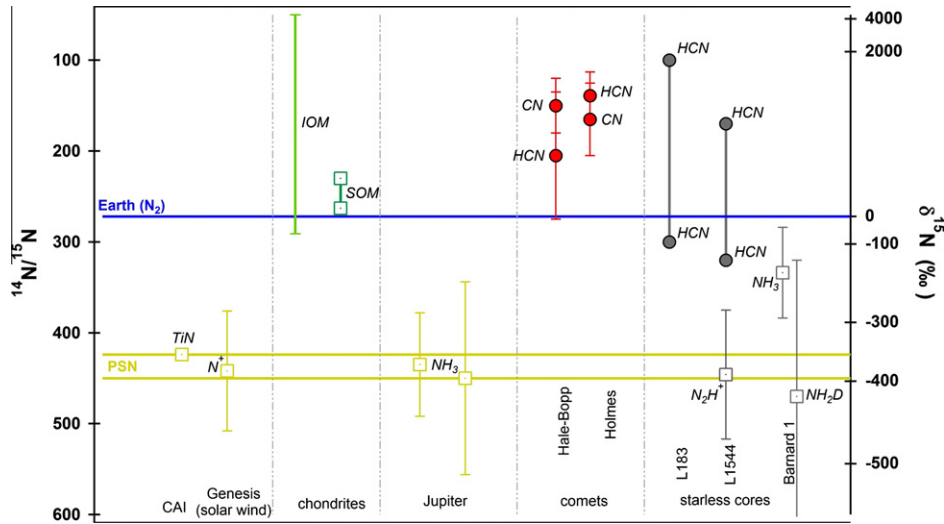 4000
2000
0
-100
-300
-400
-500
δ¹⁵N (‰)
100
200
300
400
500
600
¹⁴N/¹⁵N
IOM
SOM
CN
HCN
HCN
CN
HCN
HCN
HCN
HCN
Earth (N₂)
NH₃
TiN
N⁺
PSN
NH₃
N₂H⁺
NH₂D
Hale-Bopp
Holmes
L183
L1544
Barnard 1
CAI
Genesis
(solar wind)
chondrites
Jupiter
comets
starless cores